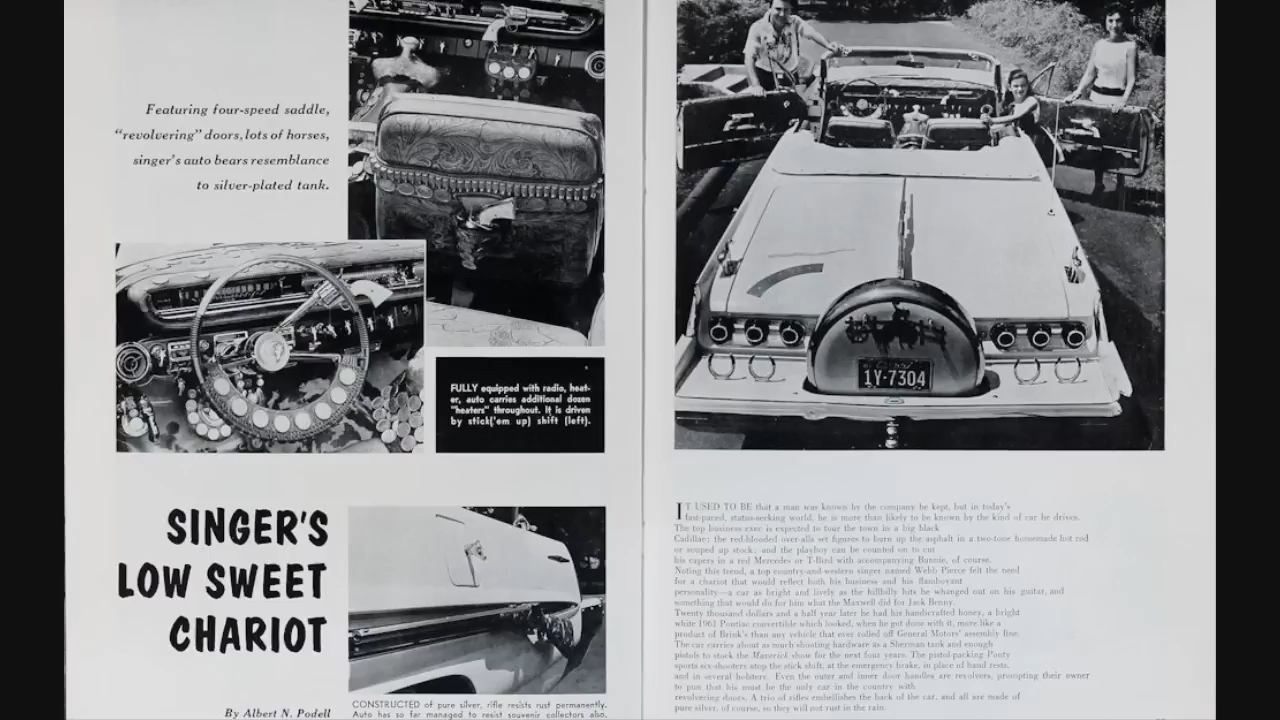 Featuring four-speed saddle,
“revolvering” doors, lots of horses,
singer's auto bears resemblance
to silver-plated tank.
FULLY equipped with radio, heat-
er, auto carries additional dozen
"heaters" throughout. It is driven
by stick('em up) shift (left).
SINGER'S
LOW SWEET
CHARIOT
By Albert N. Podell
CONSTRUCTED of pure silver, rifle resists rust permanently.
Auto has so far managed to resist souvenir collectors also.
1Y-7304
IT USED TO BE that a man was known by the company he kept, but in today's
fast-paced, status-seeking world, he is more than likely to be known by the kind of car he drives.
The top business exec is expected to tour the town in a big black
Cadillac; the red-blooded over-alls set figures to burn up the asphalt in a two-tone homemade hot rod
or souped up stock; and the playboy can be counted on to cut
his capers in a red Mercedes or T-Bird with accompanying Bunnie, of course.
Noting this trend, a top country-and-western singer named Webb Pierce felt the need
for a chariot that would reflect both his business and his flamboyant
personality—a car as bright and lively as the hillbilly hits he whanged out on his guitar, and
something that would do for him what the Maxwell did for Jack Benny.
Twenty thousand dollars and a half year later he had his handcrafted honey, a bright
white 1961 Pontiac convertible which looked, when he got done with it, more like a
product of Brink's than any vehicle that ever rolled off General Motors' assembly line.
The car carries about as much shooting hardware as a Sherman tank and enough
pistols to stock the Maverick show for the next four years. The pistol-packing Ponty
sports six-shooters atop the stick shift, at the emergency brake, in place of hand rests,
and in several holsters. Even the outer and inner door handles are revolvers, prompting their owner
to pun that his must be the only car in the country with
revolvering doors. A trio of rifles embellishes the back of the car, and all are made of
pure silver, of course, so they will not rust in the rain.